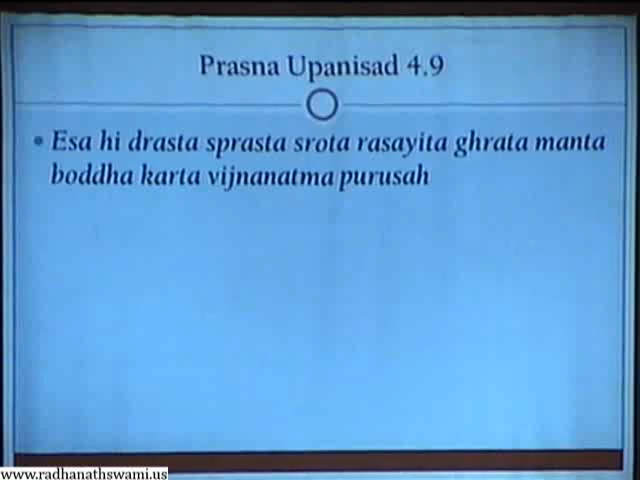 Prasna Upanisad 4.9
• Esa hi drasta sprasta srota rasayita ghrata manta
boddha karta vijnanatma purusah
www.radhanathswami.us